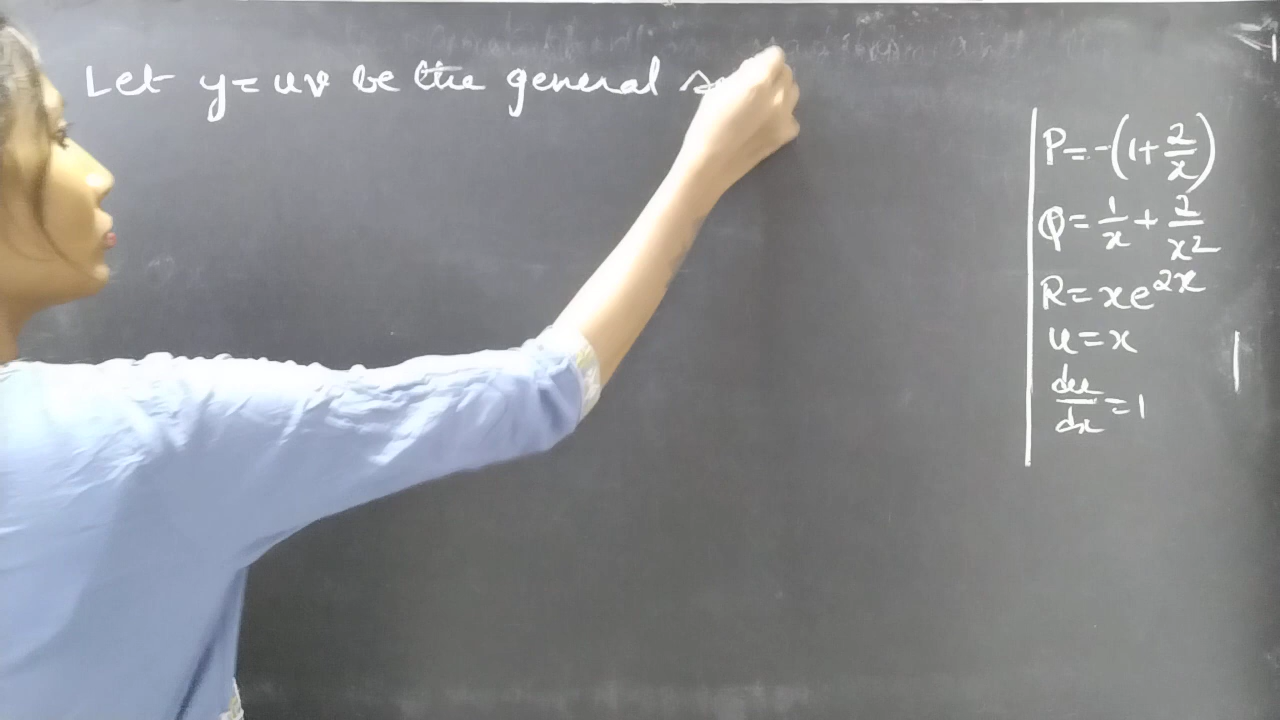 Let y = uv be the general
P = -(1 + 2/x)
Q = 1/x + 2/x2
R = xe^2x
u = x
du/dx = 1